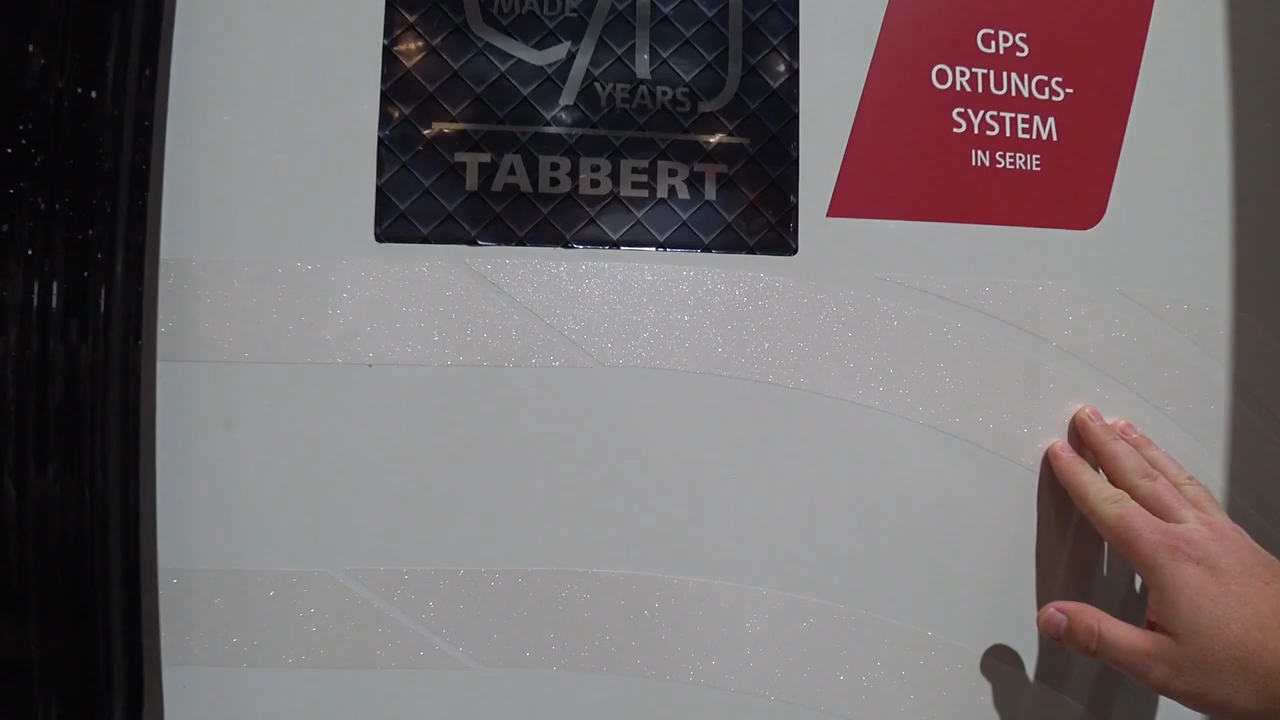 MADE
YEARS
TABBERT
GPS
ORTUNGS-
SYSTEM
IN SERIE